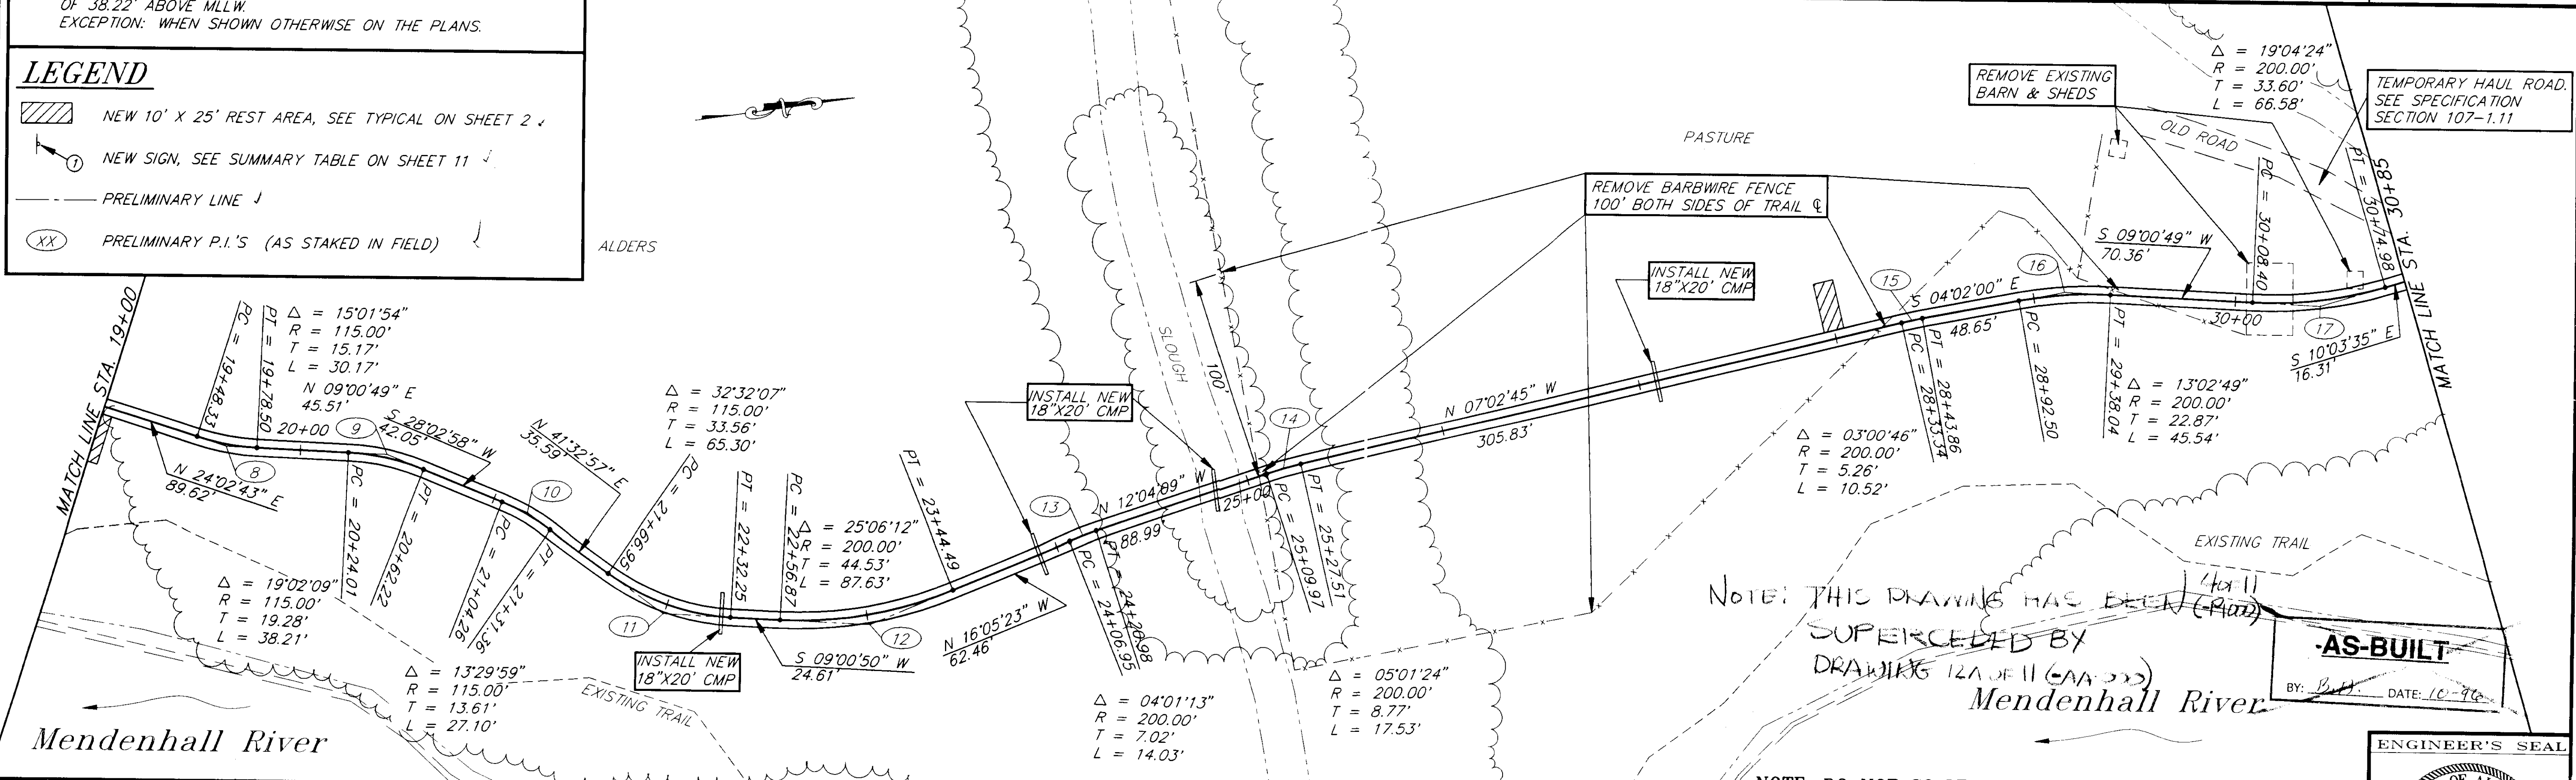 OF 38.22' ABOVE MLLW.
EXCEPTION: WHEN SHOWN OTHERWISE ON THE PLANS.
LEGEND
NEW 10' X 25' REST AREA, SEE TYPICAL ON SHEET 2
1
NEW SIGN, SEE SUMMARY TABLE ON SHEET 11
PRELIMINARY LINE
XX
PRELIMINARY P.I.'S (AS STAKED IN FIELD)
ALDERS
MATCH LINE STA. 19+00
N 24°02'43" E
89.62'
PC = 19+48.33
PT = 19+78.50
8
Δ = 15°01'54"
R = 115.00'
T = 15.17'
L = 30.17'
N 09°00'49" E
45.51'
20+00
9
PC = 20+24.01
PT = 20+62.22
Δ = 19°02'09"
R = 115.00'
T = 19.28'
L = 38.21'
S 28°02'58" W
42.05'
10
PC = 21+04.26
PT = 21+31.36
Δ = 13°29'59"
R = 115.00'
T = 13.61'
L = 27.10'
N 41°32'57" E
35.59'
Δ = 32°32'07"
R = 115.00'
T = 33.56'
L = 65.30'
PC = 21+66.95
11
PT = 22+32.25
INSTALL NEW
18"X20' CMP
S 09°00'50" W
24.61'
PC = 22+56.87
Δ = 25°06'12"
R = 200.00'
T = 44.53'
L = 87.63'
12
PT = 23+44.49
N 16°05'23" W
62.46'
INSTALL NEW
18"X20' CMP
13
PC = 24+06.95
PT = 24+20.98
Δ = 04°01'13"
R = 200.00'
T = 7.02'
L = 14.03'
N 12°04'09" W
88.99'
25+00
SLOUGH
100'
14
PC = 25+09.97
PT = 25+27.51
Δ = 05°01'24"
R = 200.00'
T = 8.77'
L = 17.53'
N 07°02'45" W
305.83'
REMOVE BARBWIRE FENCE
100' BOTH SIDES OF TRAIL ℄
PASTURE
INSTALL NEW
18"X20' CMP
15
PC = 28+33.34
PT = 28+43.86
Δ = 03°00'46"
R = 200.00'
T = 5.26'
L = 10.52'
S 04°02'00" E
48.65'
16
PC = 28+92.50
PT = 29+38.04
Δ = 13°02'49"
R = 200.00'
T = 22.87'
L = 45.54'
S 09°00'49" W
70.36'
30+00
PC = 30+08.40
17
PT = 30+74.98
Δ = 19°04'24"
R = 200.00'
T = 33.60'
L = 66.58'
S 10°03'35" E
16.31'
REMOVE EXISTING
BARN & SHEDS
OLD ROAD
TEMPORARY HAUL ROAD.
SEE SPECIFICATION
SECTION 107-1.11
MATCH LINE STA. 30+85
EXISTING TRAIL
EXISTING TRAIL
Mendenhall River
Mendenhall River
NOTE: THIS DRAWING HAS BEEN
SUPERCEDED BY
DRAWING 12A OF 11
4 OF 11
AS-BUILT
BY: DATE: 10-96
ENGINEER'S SEAL